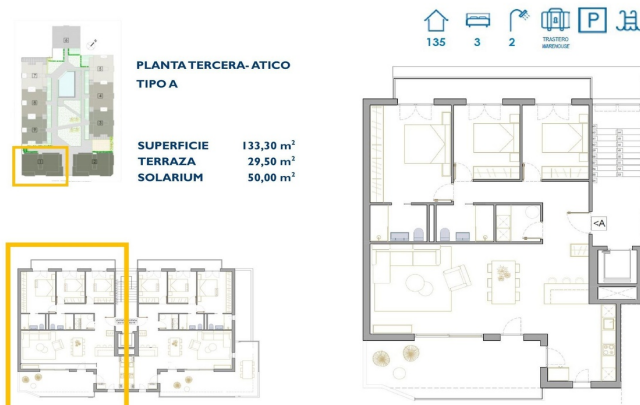 135
3
2
TRASTERO
WAREHOUSE
P
PLANTA TERCERA- ATICO
TIPO A
SUPERFICIE 133,30 m²
TERRAZA 29,50 m²
SOLARIUM 50,00 m²
<A